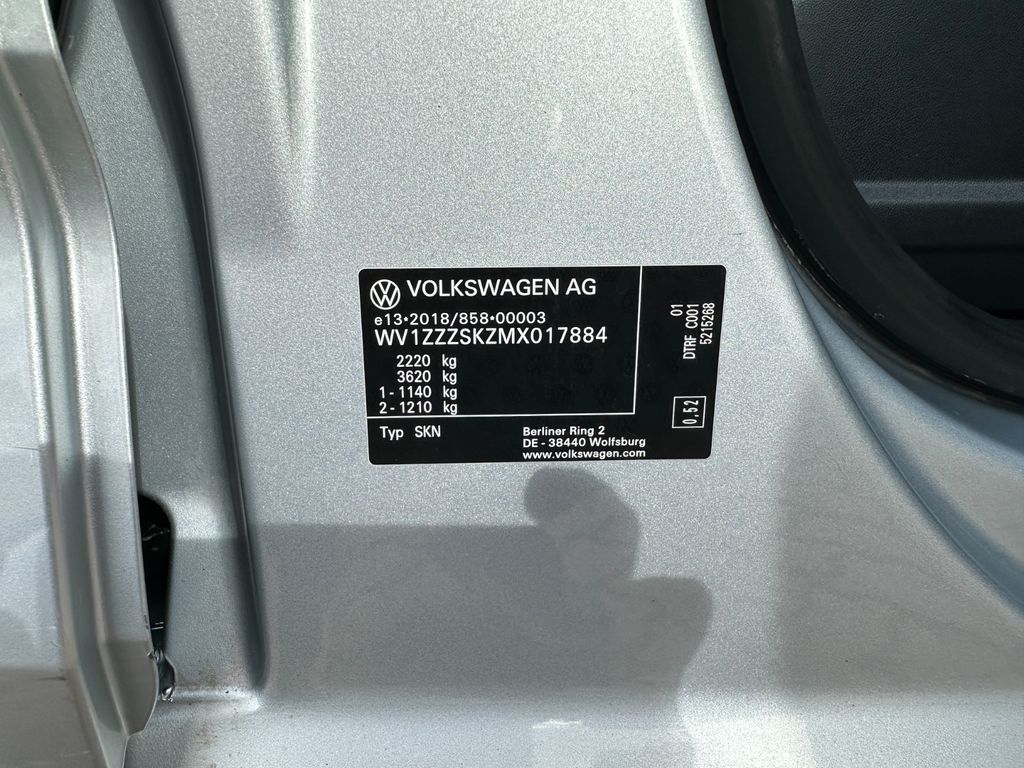 VOLKSWAGEN AG
e13*2018/858*00003
WV1ZZZSKZMX017884
2220 kg
3620 kg
1 - 1140 kg
2 - 1210 kg
Typ SKN
Berliner Ring 2
DE - 38440 Wolfsburg
www.volkswagen.com
01
DTRF C001
5215268
0,52